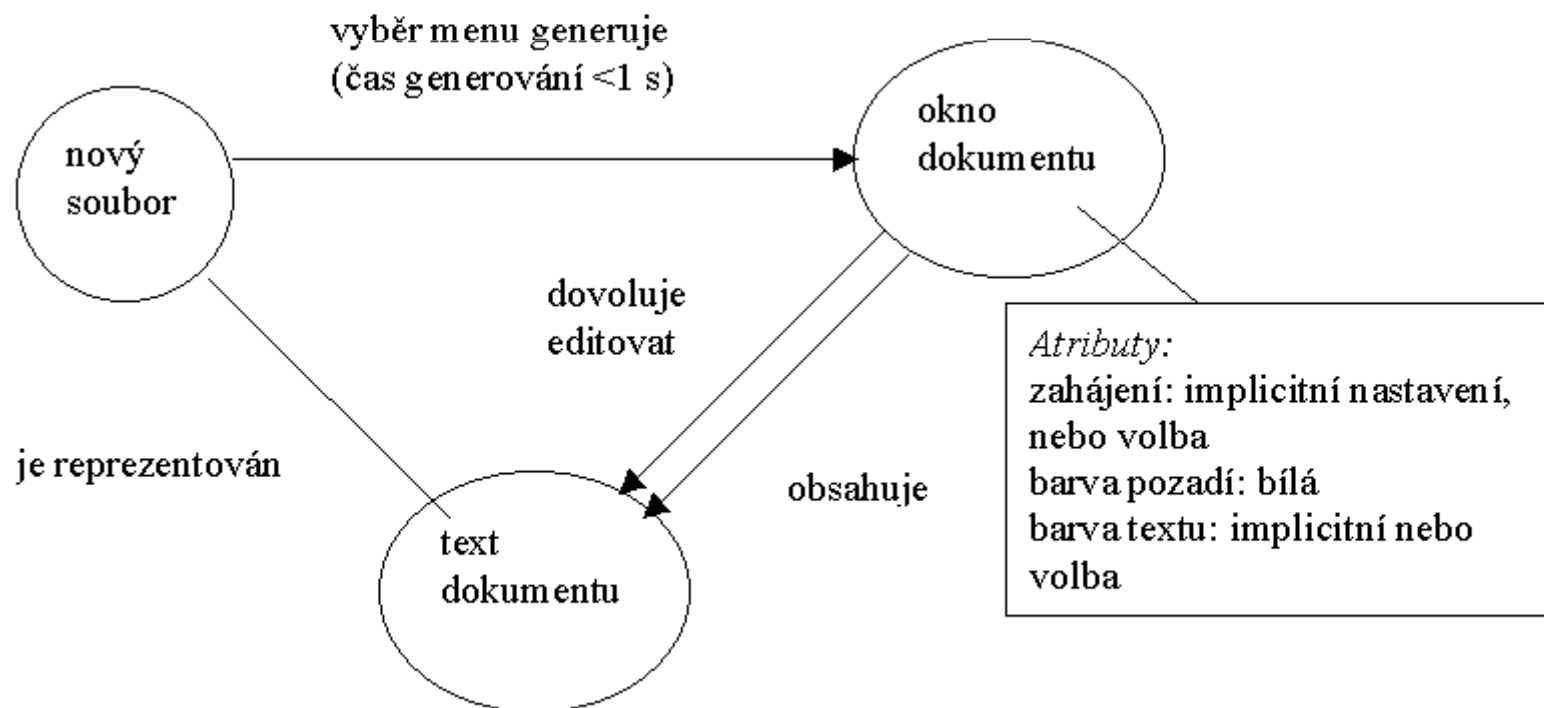 vyběr menu generuje
(čas generování <1 s)
nový
soubor
okno
dokumentu
dovoluje
editovat
Atributy:
zahájení: implicitní nastavení,
nebo volba
barva pozadí: bílá
barva textu: implicitní nebo
volba
je reprezentován
obsahuje
text
dokumentu